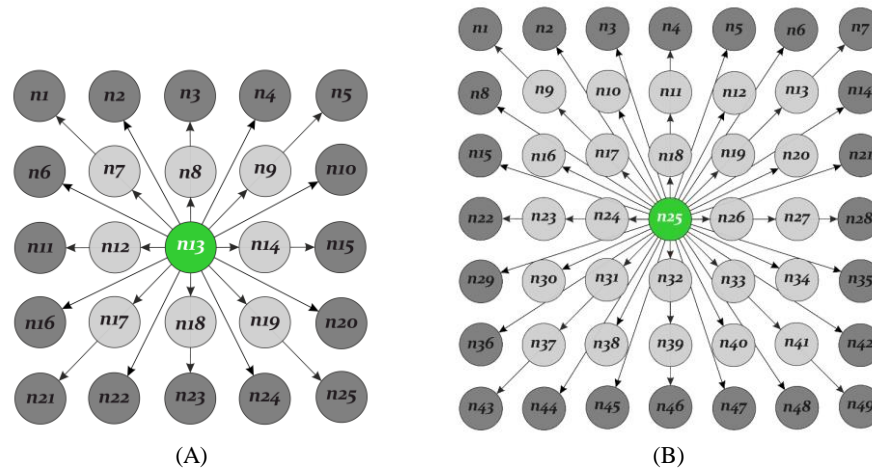 n1 n2 n3 n4 n5
n6 n7 n8 n9 n10
n11 n12 n13 n14 n15
n16 n17 n18 n19 n20
n21 n22 n23 n24 n25
(A)
n1 n2 n3 n4 n5 n6 n7
n8 n9 n10 n11 n12 n13 n14
n15 n16 n17 n18 n19 n20 n21
n22 n23 n24 n25 n26 n27 n28
n29 n30 n31 n32 n33 n34 n35
n36 n37 n38 n39 n40 n41 n42
n43 n44 n45 n46 n47 n48 n49
(B)